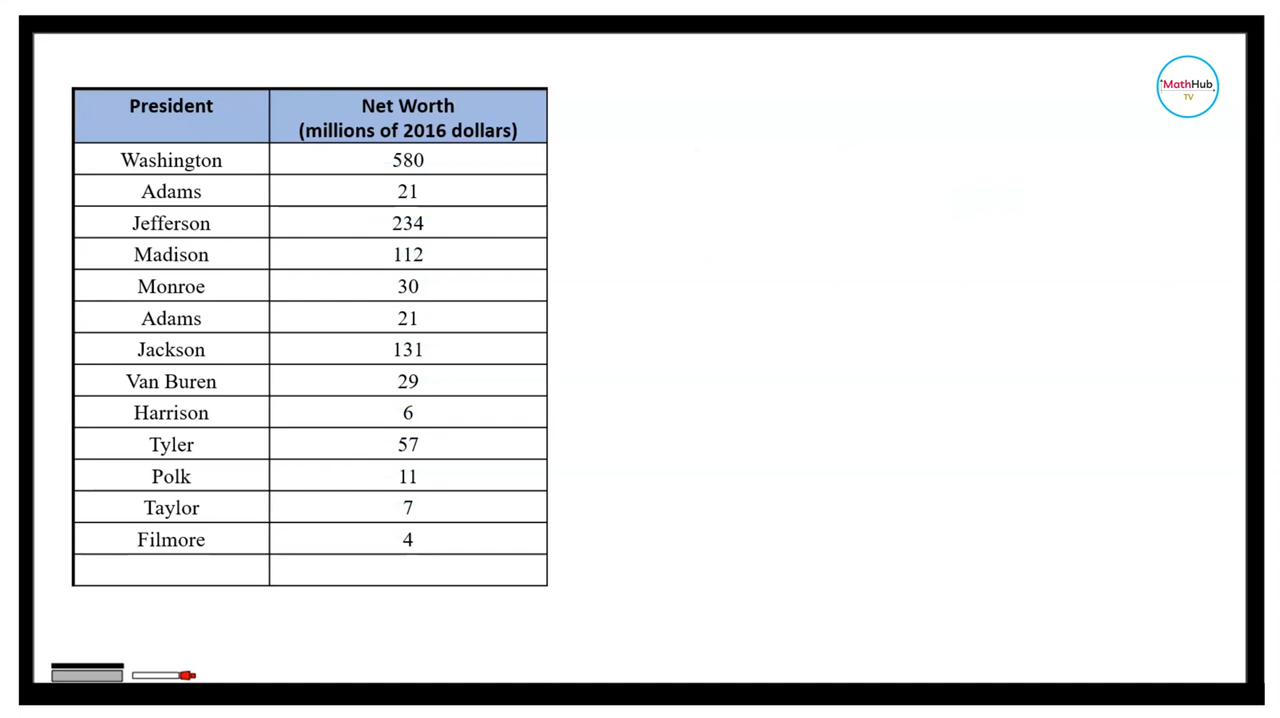 MathHub
TV
President Net Worth
(millions of 2016 dollars)
Washington 580
Adams 21
Jefferson 234
Madison 112
Monroe 30
Adams 21
Jackson 131
Van Buren 29
Harrison 6
Tyler 57
Polk 11
Taylor 7
Filmore 4